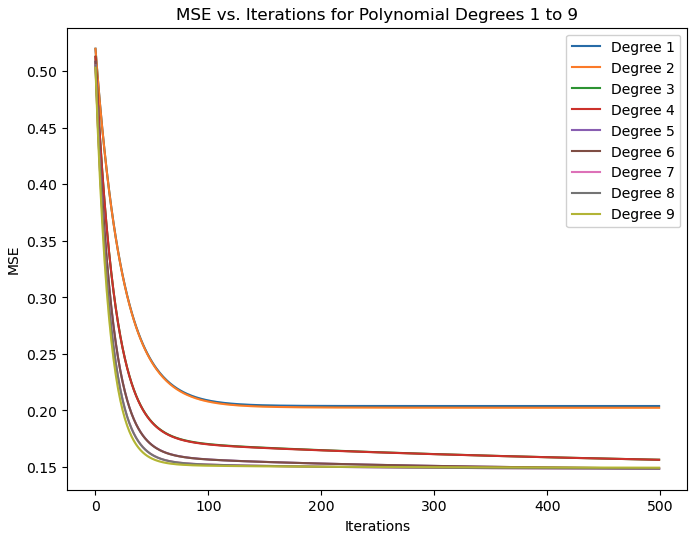 MSE vs. Iterations for Polynomial Degrees 1 to 9
Degree 1
Degree 2
Degree 3
Degree 4
Degree 5
Degree 6
Degree 7
Degree 8
Degree 9
MSE
0.50
0.45
0.40
0.35
0.30
0.25
0.20
0.15
0 100 200 300 400 500
Iterations